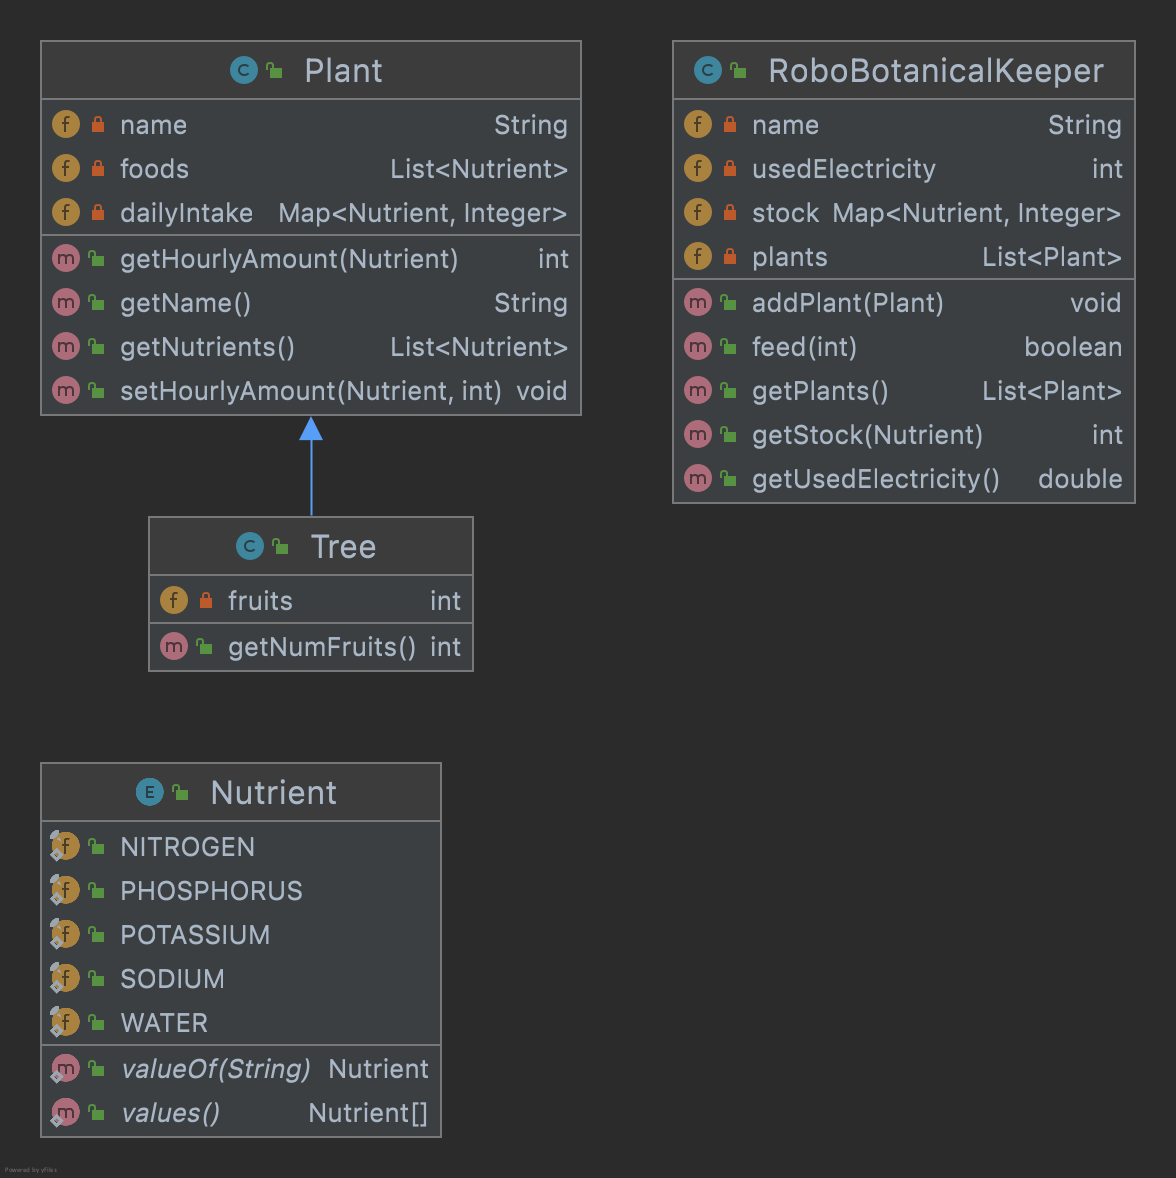 Plant
name String
foods List<Nutrient>
dailyIntake Map<Nutrient, Integer>
getHourlyAmount(Nutrient) int
getName() String
getNutrients() List<Nutrient>
setHourlyAmount(Nutrient, int) void
RoboBotanicalKeeper
name String
usedElectricity int
stock Map<Nutrient, Integer>
plants List<Plant>
addPlant(Plant) void
feed(int) boolean
getPlants() List<Plant>
getStock(Nutrient) int
getUsedElectricity() double
Tree
fruits int
getNumFruits() int
Nutrient
NITROGEN
PHOSPHORUS
POTASSIUM
SODIUM
WATER
valueOf(String) Nutrient
values() Nutrient[]
Powered by yFiles